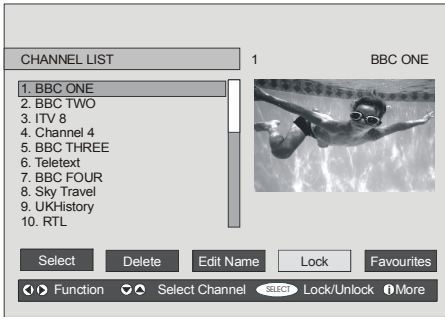 CHANNEL LIST
1 BBC ONE
1. BBC ONE
2. BBC TWO
3. ITV 8
4. Channel 4
5. BBC THREE
6. Teletext
7. BBC FOUR
8. Sky Travel
9. UKHistory
10. RTL
Select Delete Edit Name Lock Favourites
Function Select Channel SELECT Lock/Unlock i More